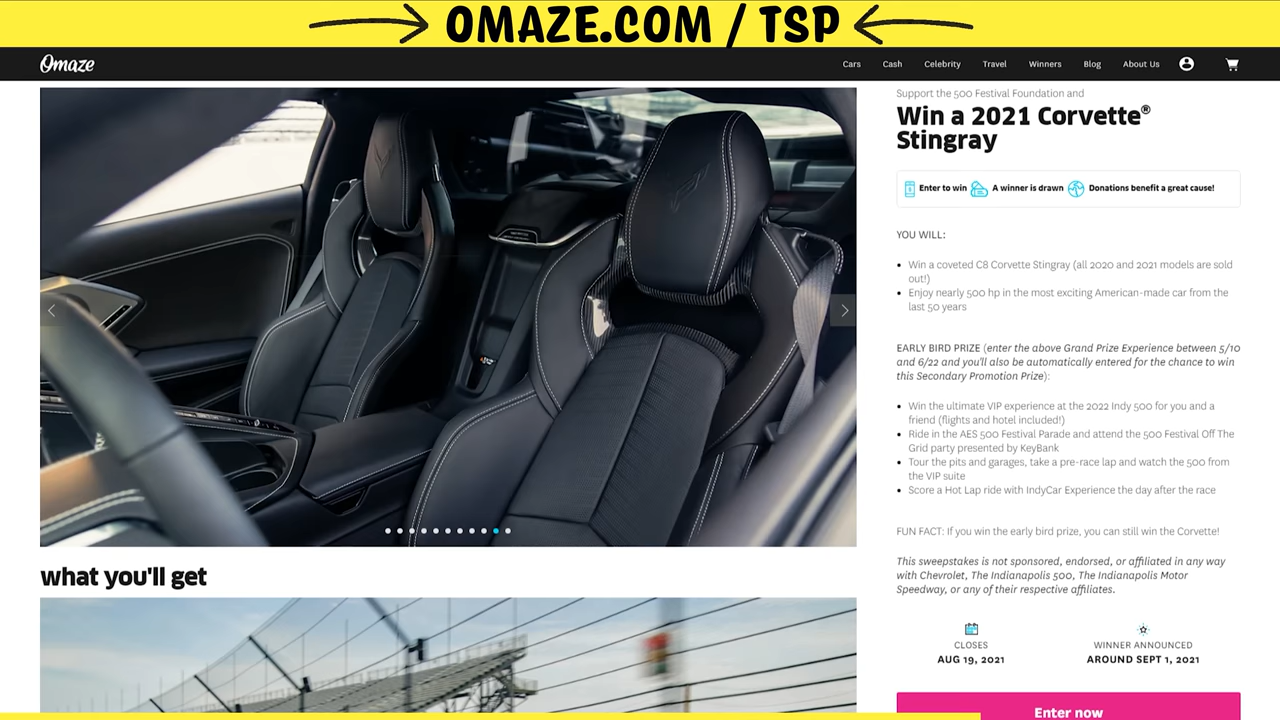 OMAZE.COM / TSP
Omaze
Cars Cash Celebrity Travel Winners Blog About Us
Support the 500 Festival Foundation and
Win a 2021 Corvette®
Stingray
Enter to win A winner is drawn Donations benefit a great cause!
YOU WILL:
• Win a coveted C8 Corvette Stingray (all 2020 and 2021 models are sold
out!)
• Enjoy nearly 500 hp in the most exciting American-made car from the
last 50 years
EARLY BIRD PRIZE (enter the above Grand Prize Experience between 5/10
and 6/22 and you'll also be automatically entered for the chance to win
this Secondary Promotion Prize):
• Win the ultimate VIP experience at the 2022 Indy 500 for you and a
friend (flights and hotel included!)
• Ride in the AES 500 Festival Parade and attend the 500 Festival Off The
Grid party presented by KeyBank
• Tour the pits and garages, take a pre-race lap and watch the 500 from
the VIP suite
• Score a Hot Lap ride with IndyCar Experience the day after the race
FUN FACT: If you win the early bird prize, you can still win the Corvette!
This sweepstakes is not sponsored, endorsed, or affiliated in any way
with Chevrolet, The Indianapolis 500, The Indianapolis Motor
Speedway, or any of their respective affiliates.
CLOSES
AUG 19, 2021
WINNER ANNOUNCED
AROUND SEPT 1, 2021
Enter now
what you'll get